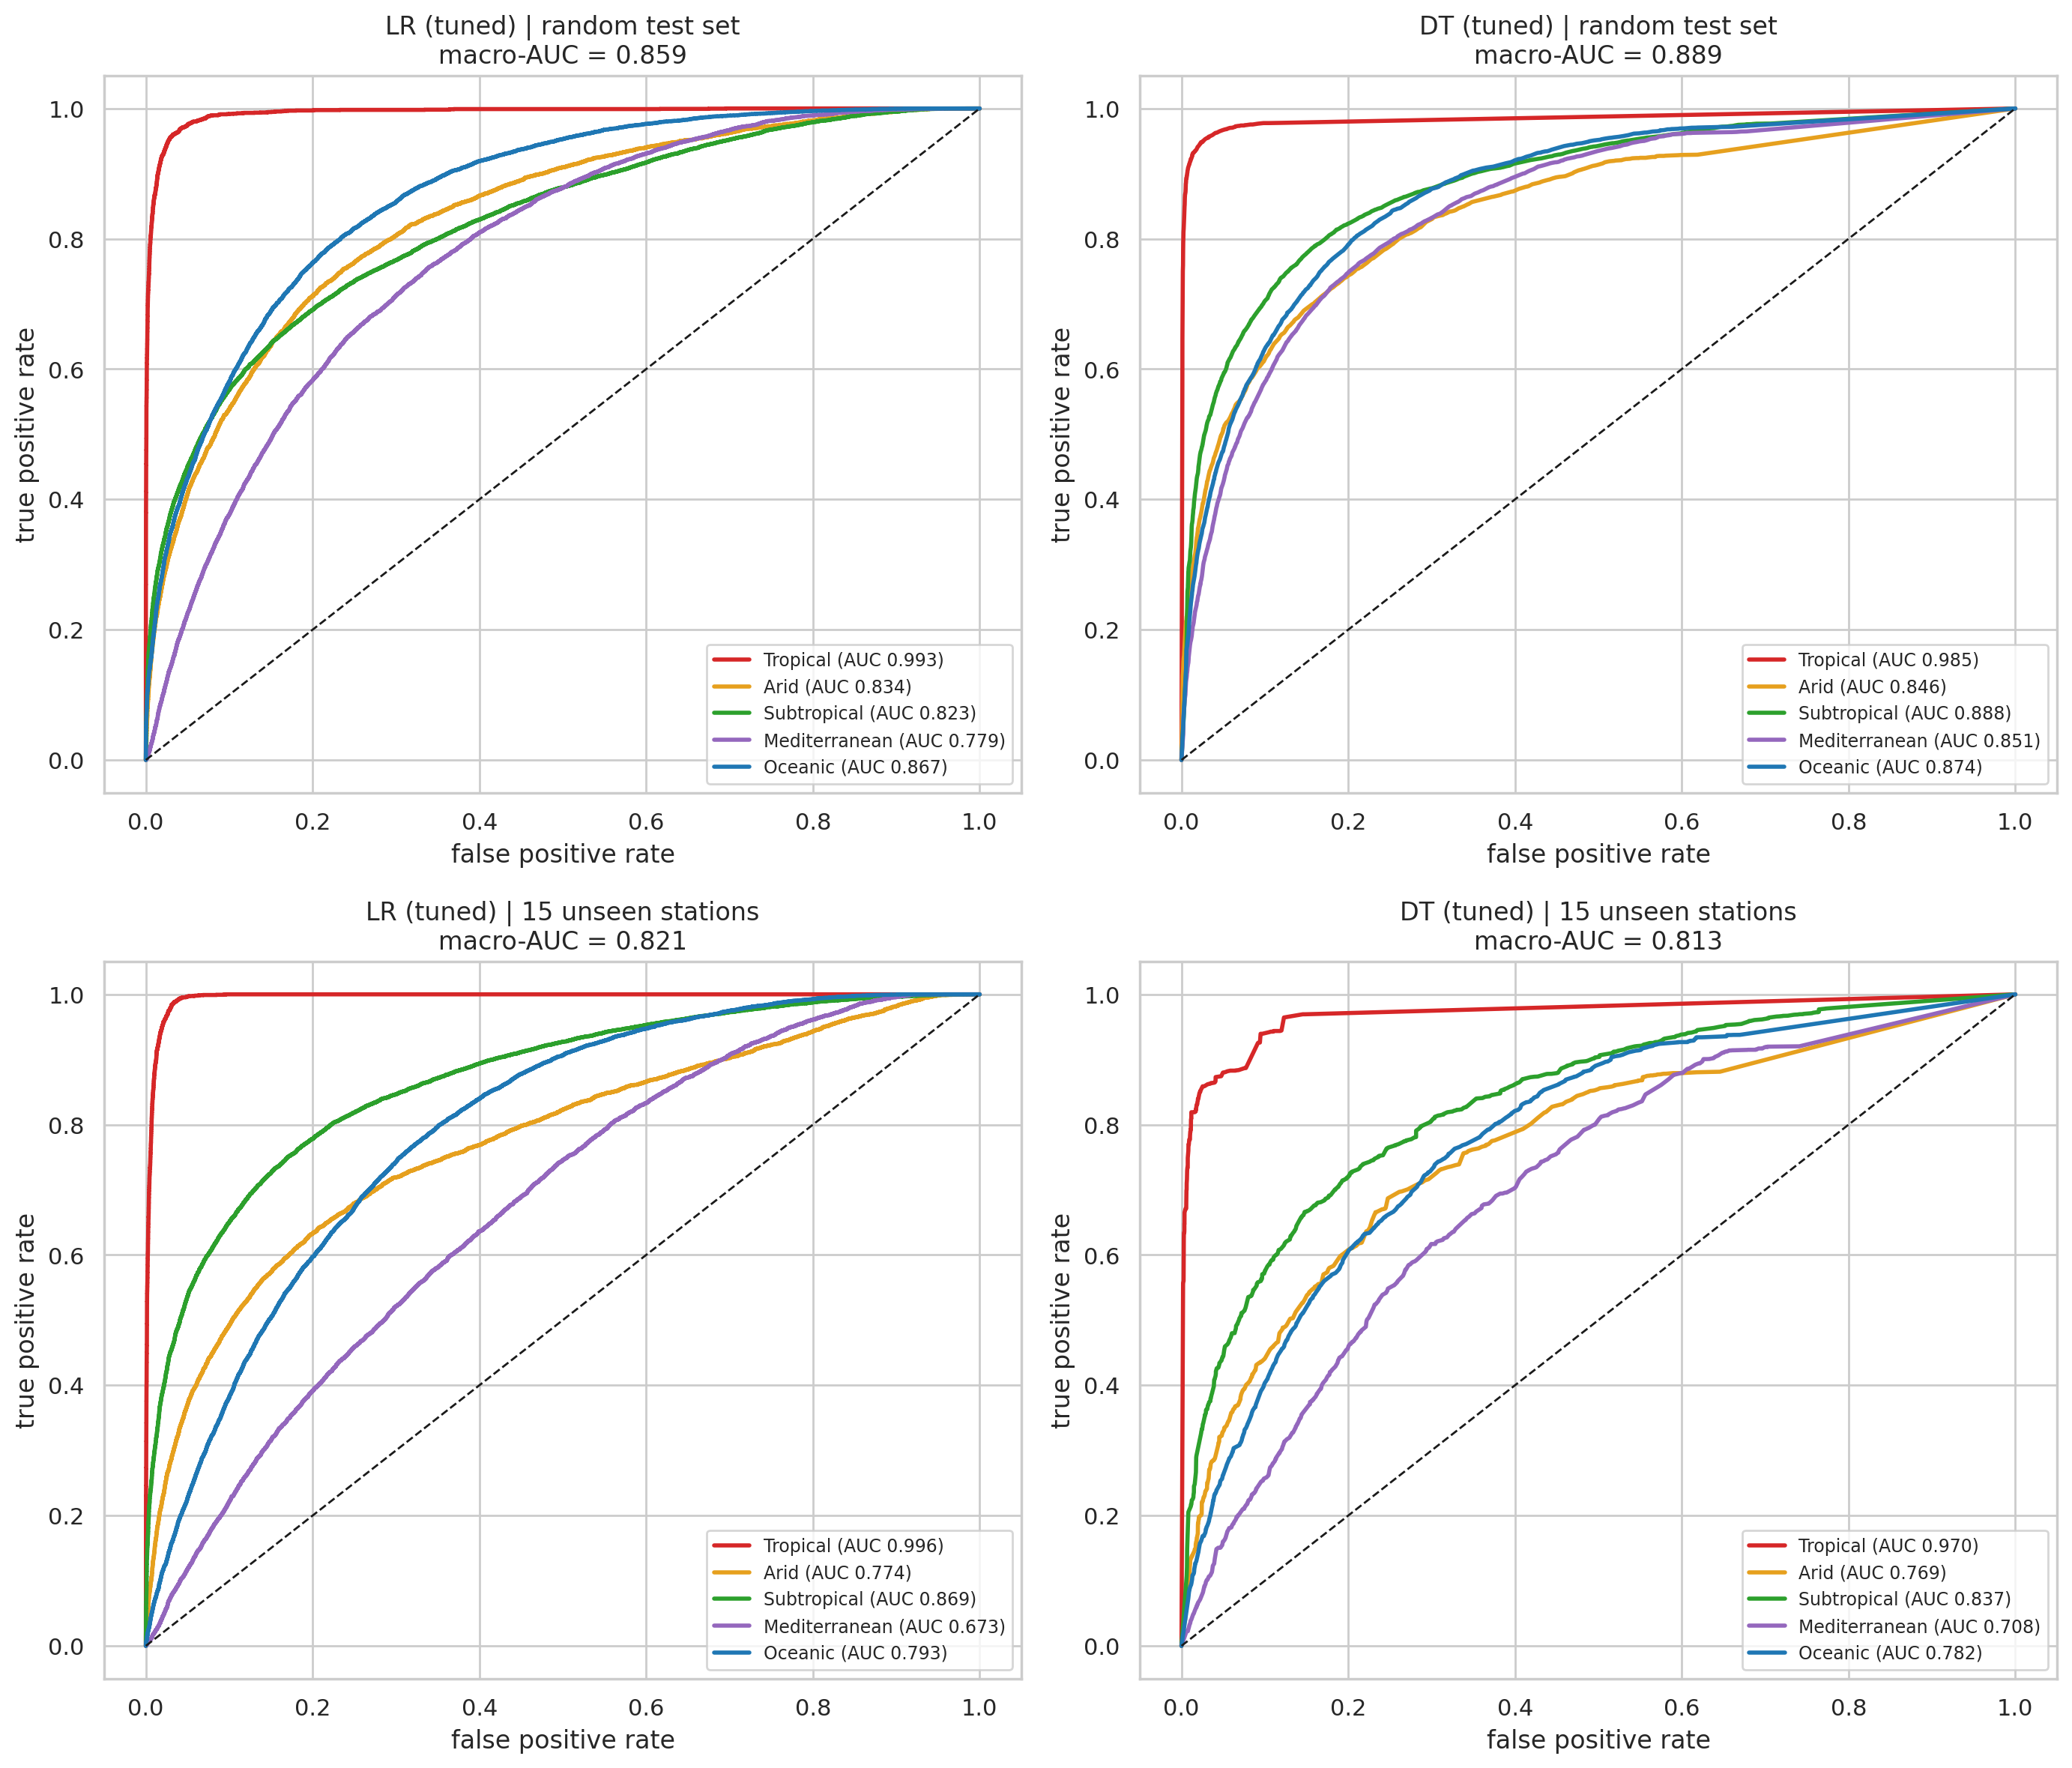 LR (tuned) | random test set
macro-AUC = 0.859
1.0
0.8
0.6
0.4
0.2
0.0
true positive rate
0.0 0.2 0.4 0.6 0.8 1.0
false positive rate
Tropical (AUC 0.993)
Arid (AUC 0.834)
Subtropical (AUC 0.823)
Mediterranean (AUC 0.779)
Oceanic (AUC 0.867)
DT (tuned) | random test set
macro-AUC = 0.889
1.0
0.8
0.6
0.4
0.2
0.0
true positive rate
0.0 0.2 0.4 0.6 0.8 1.0
false positive rate
Tropical (AUC 0.985)
Arid (AUC 0.846)
Subtropical (AUC 0.888)
Mediterranean (AUC 0.851)
Oceanic (AUC 0.874)
LR (tuned) | 15 unseen stations
macro-AUC = 0.821
1.0
0.8
0.6
0.4
0.2
0.0
true positive rate
0.0 0.2 0.4 0.6 0.8 1.0
false positive rate
Tropical (AUC 0.996)
Arid (AUC 0.774)
Subtropical (AUC 0.869)
Mediterranean (AUC 0.673)
Oceanic (AUC 0.793)
DT (tuned) | 15 unseen stations
macro-AUC = 0.813
1.0
0.8
0.6
0.4
0.2
0.0
true positive rate
0.0 0.2 0.4 0.6 0.8 1.0
false positive rate
Tropical (AUC 0.970)
Arid (AUC 0.769)
Subtropical (AUC 0.837)
Mediterranean (AUC 0.708)
Oceanic (AUC 0.782)